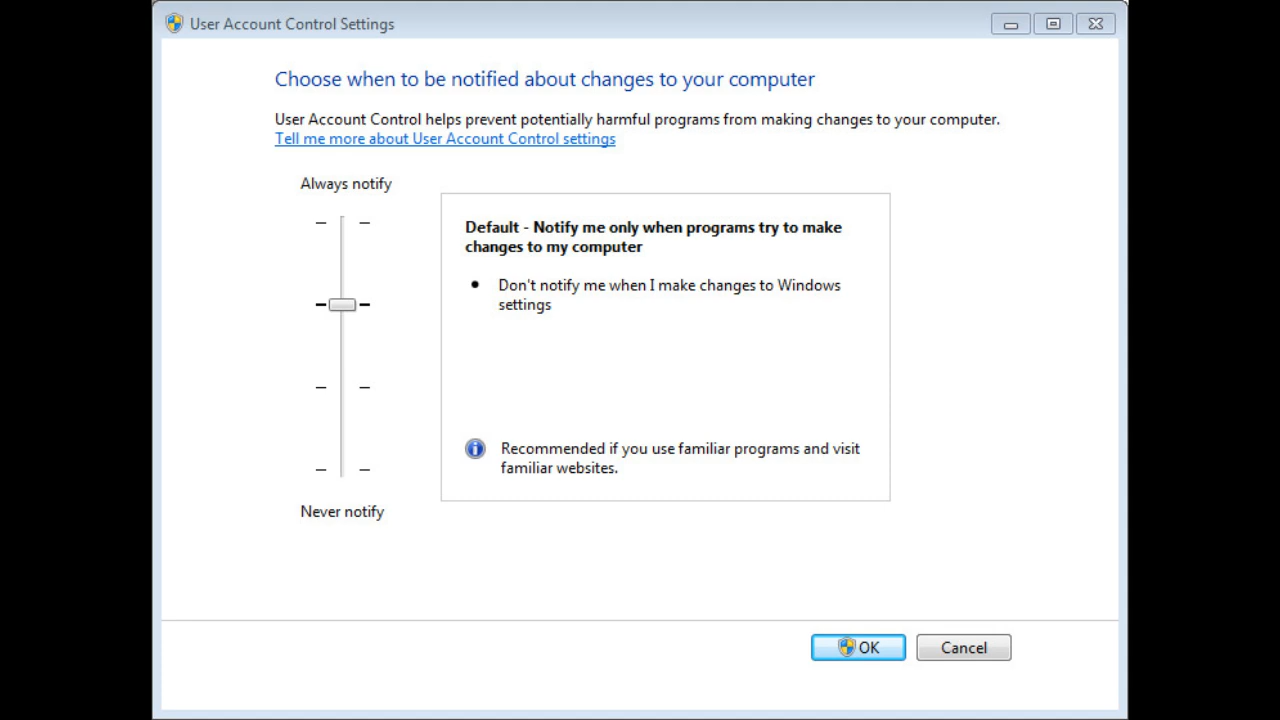 User Account Control Settings
Choose when to be notified about changes to your computer
User Account Control helps prevent potentially harmful programs from making changes to your computer.
Tell me more about User Account Control settings
Always notify
Default - Notify me only when programs try to make
changes to my computer
• Don't notify me when I make changes to Windows
settings
Recommended if you use familiar programs and visit
familiar websites.
Never notify
OK
Cancel